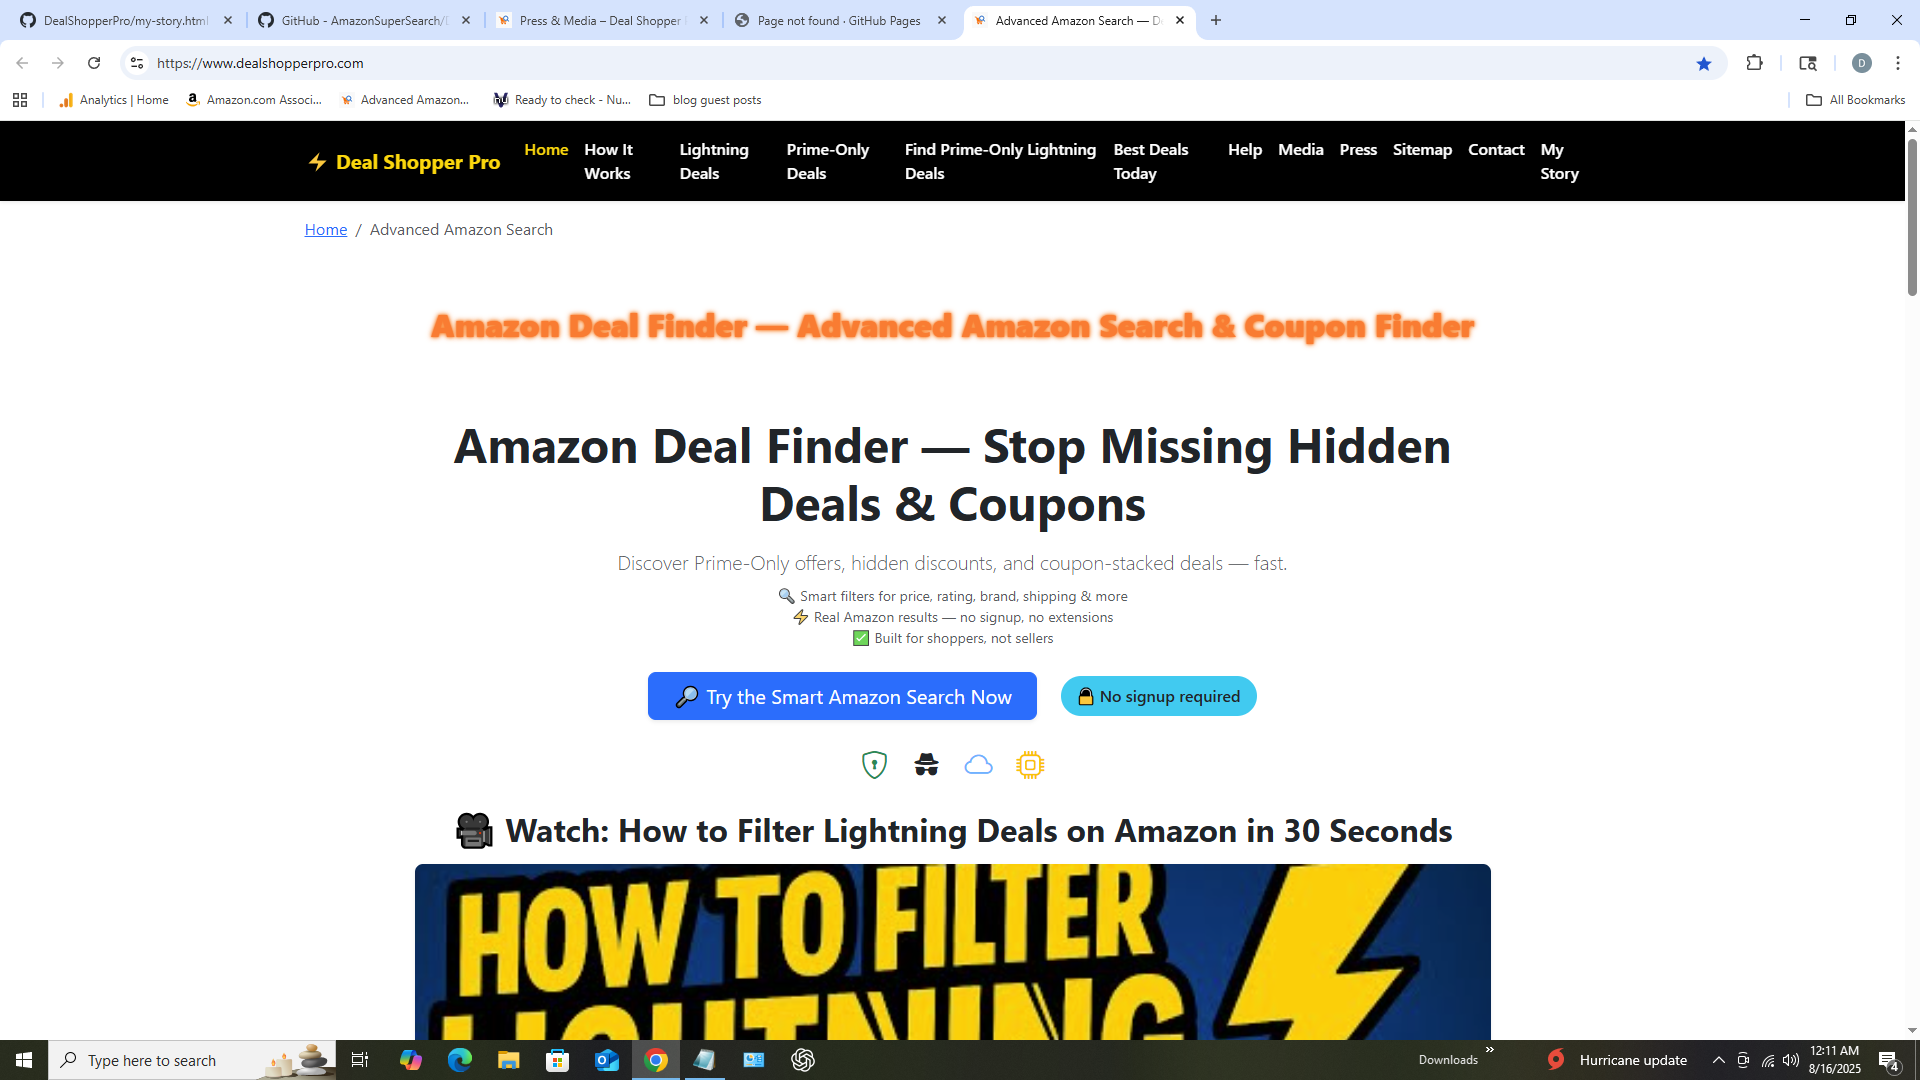 DealShopperPro/my-story.html
GitHub - AmazonSuperSearch/D
Press & Media – Deal Shopper P
Page not found · GitHub Pages
Advanced Amazon Search — De
https://www.dealshopperpro.com
D
Analytics | Home
Amazon.com Associ...
Advanced Amazon...
Ready to check - Nu...
blog guest posts
All Bookmarks
Deal Shopper Pro
Home
How It
Works
Lightning
Deals
Prime-Only
Deals
Find Prime-Only Lightning
Deals
Best Deals
Today
Help
Media
Press
Sitemap
Contact
My
Story
Home / Advanced Amazon Search
Amazon Deal Finder — Advanced Amazon Search & Coupon Finder
Amazon Deal Finder — Stop Missing Hidden
Deals & Coupons
Discover Prime-Only offers, hidden discounts, and coupon-stacked deals — fast.
Smart filters for price, rating, brand, shipping & more
Real Amazon results — no signup, no extensions
Built for shoppers, not sellers
Try the Smart Amazon Search Now
No signup required
Watch: How to Filter Lightning Deals on Amazon in 30 Seconds
HOW TO FILTER
LIGHTNING
Type here to search
Downloads
Hurricane update
12:11 AM
8/16/2025
4